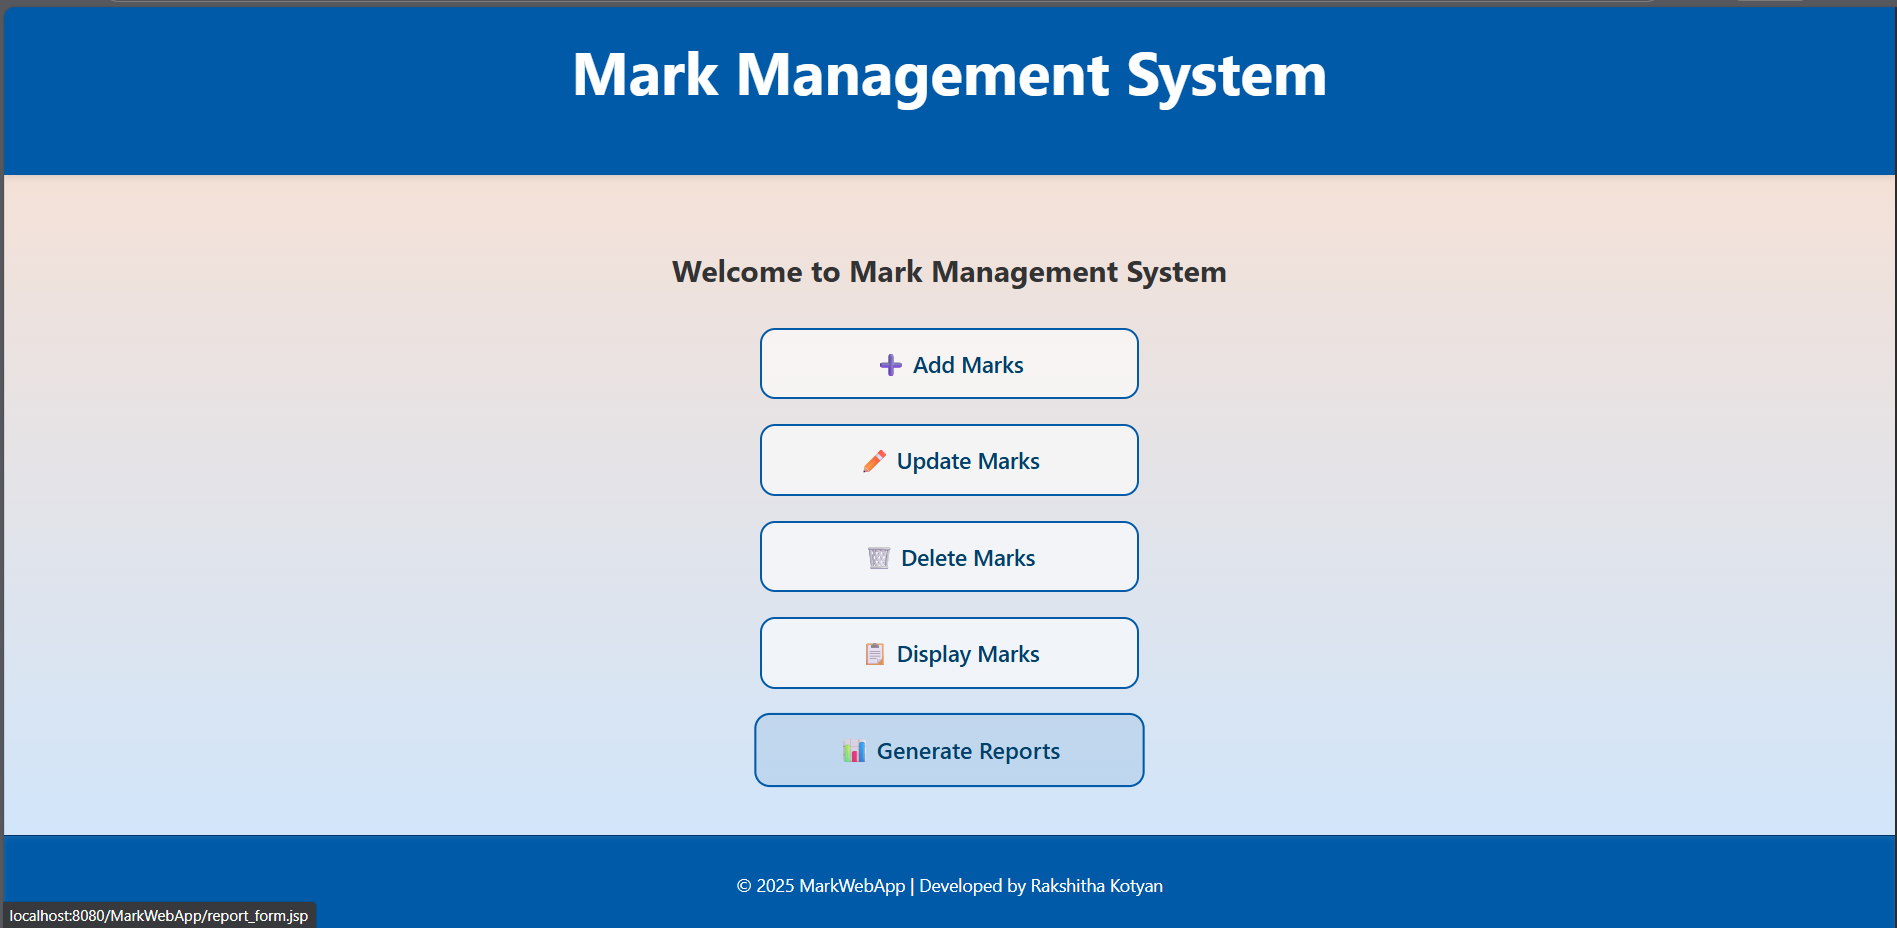 Mark Management System
Welcome to Mark Management System
Add Marks
Update Marks
Delete Marks
Display Marks
Generate Reports
© 2025 MarkWebApp | Developed by Rakshitha Kotyan
localhost:8080/MarkWebApp/report_form.jsp